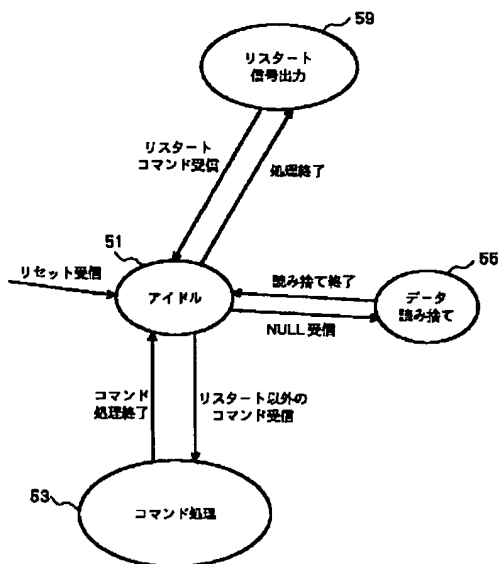 59
リスタート
信号出力
リスタート
コマンド受信
処理終了
51
リセット受信
アイドル
読み捨て終了
55
データ
読み捨て
NULL 受信
コマンド
処理終了
リスタート以外の
コマンド受信
53
コマンド処理